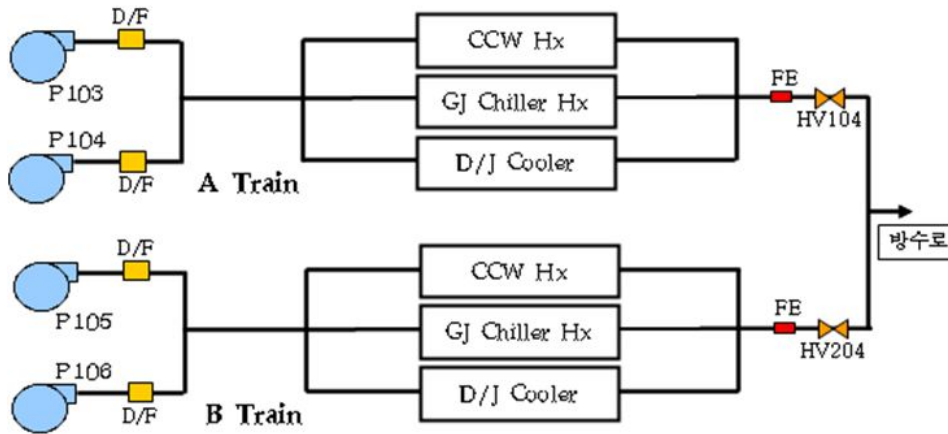 D/F
P103
P104
D/F
A Train
CCW Hx
GJ Chiller Hx
D/J Cooler
FE
HV104
방수로
D/F
P105
P106
D/F
B Train
CCW Hx
GJ Chiller Hx
D/J Cooler
FE
HV204